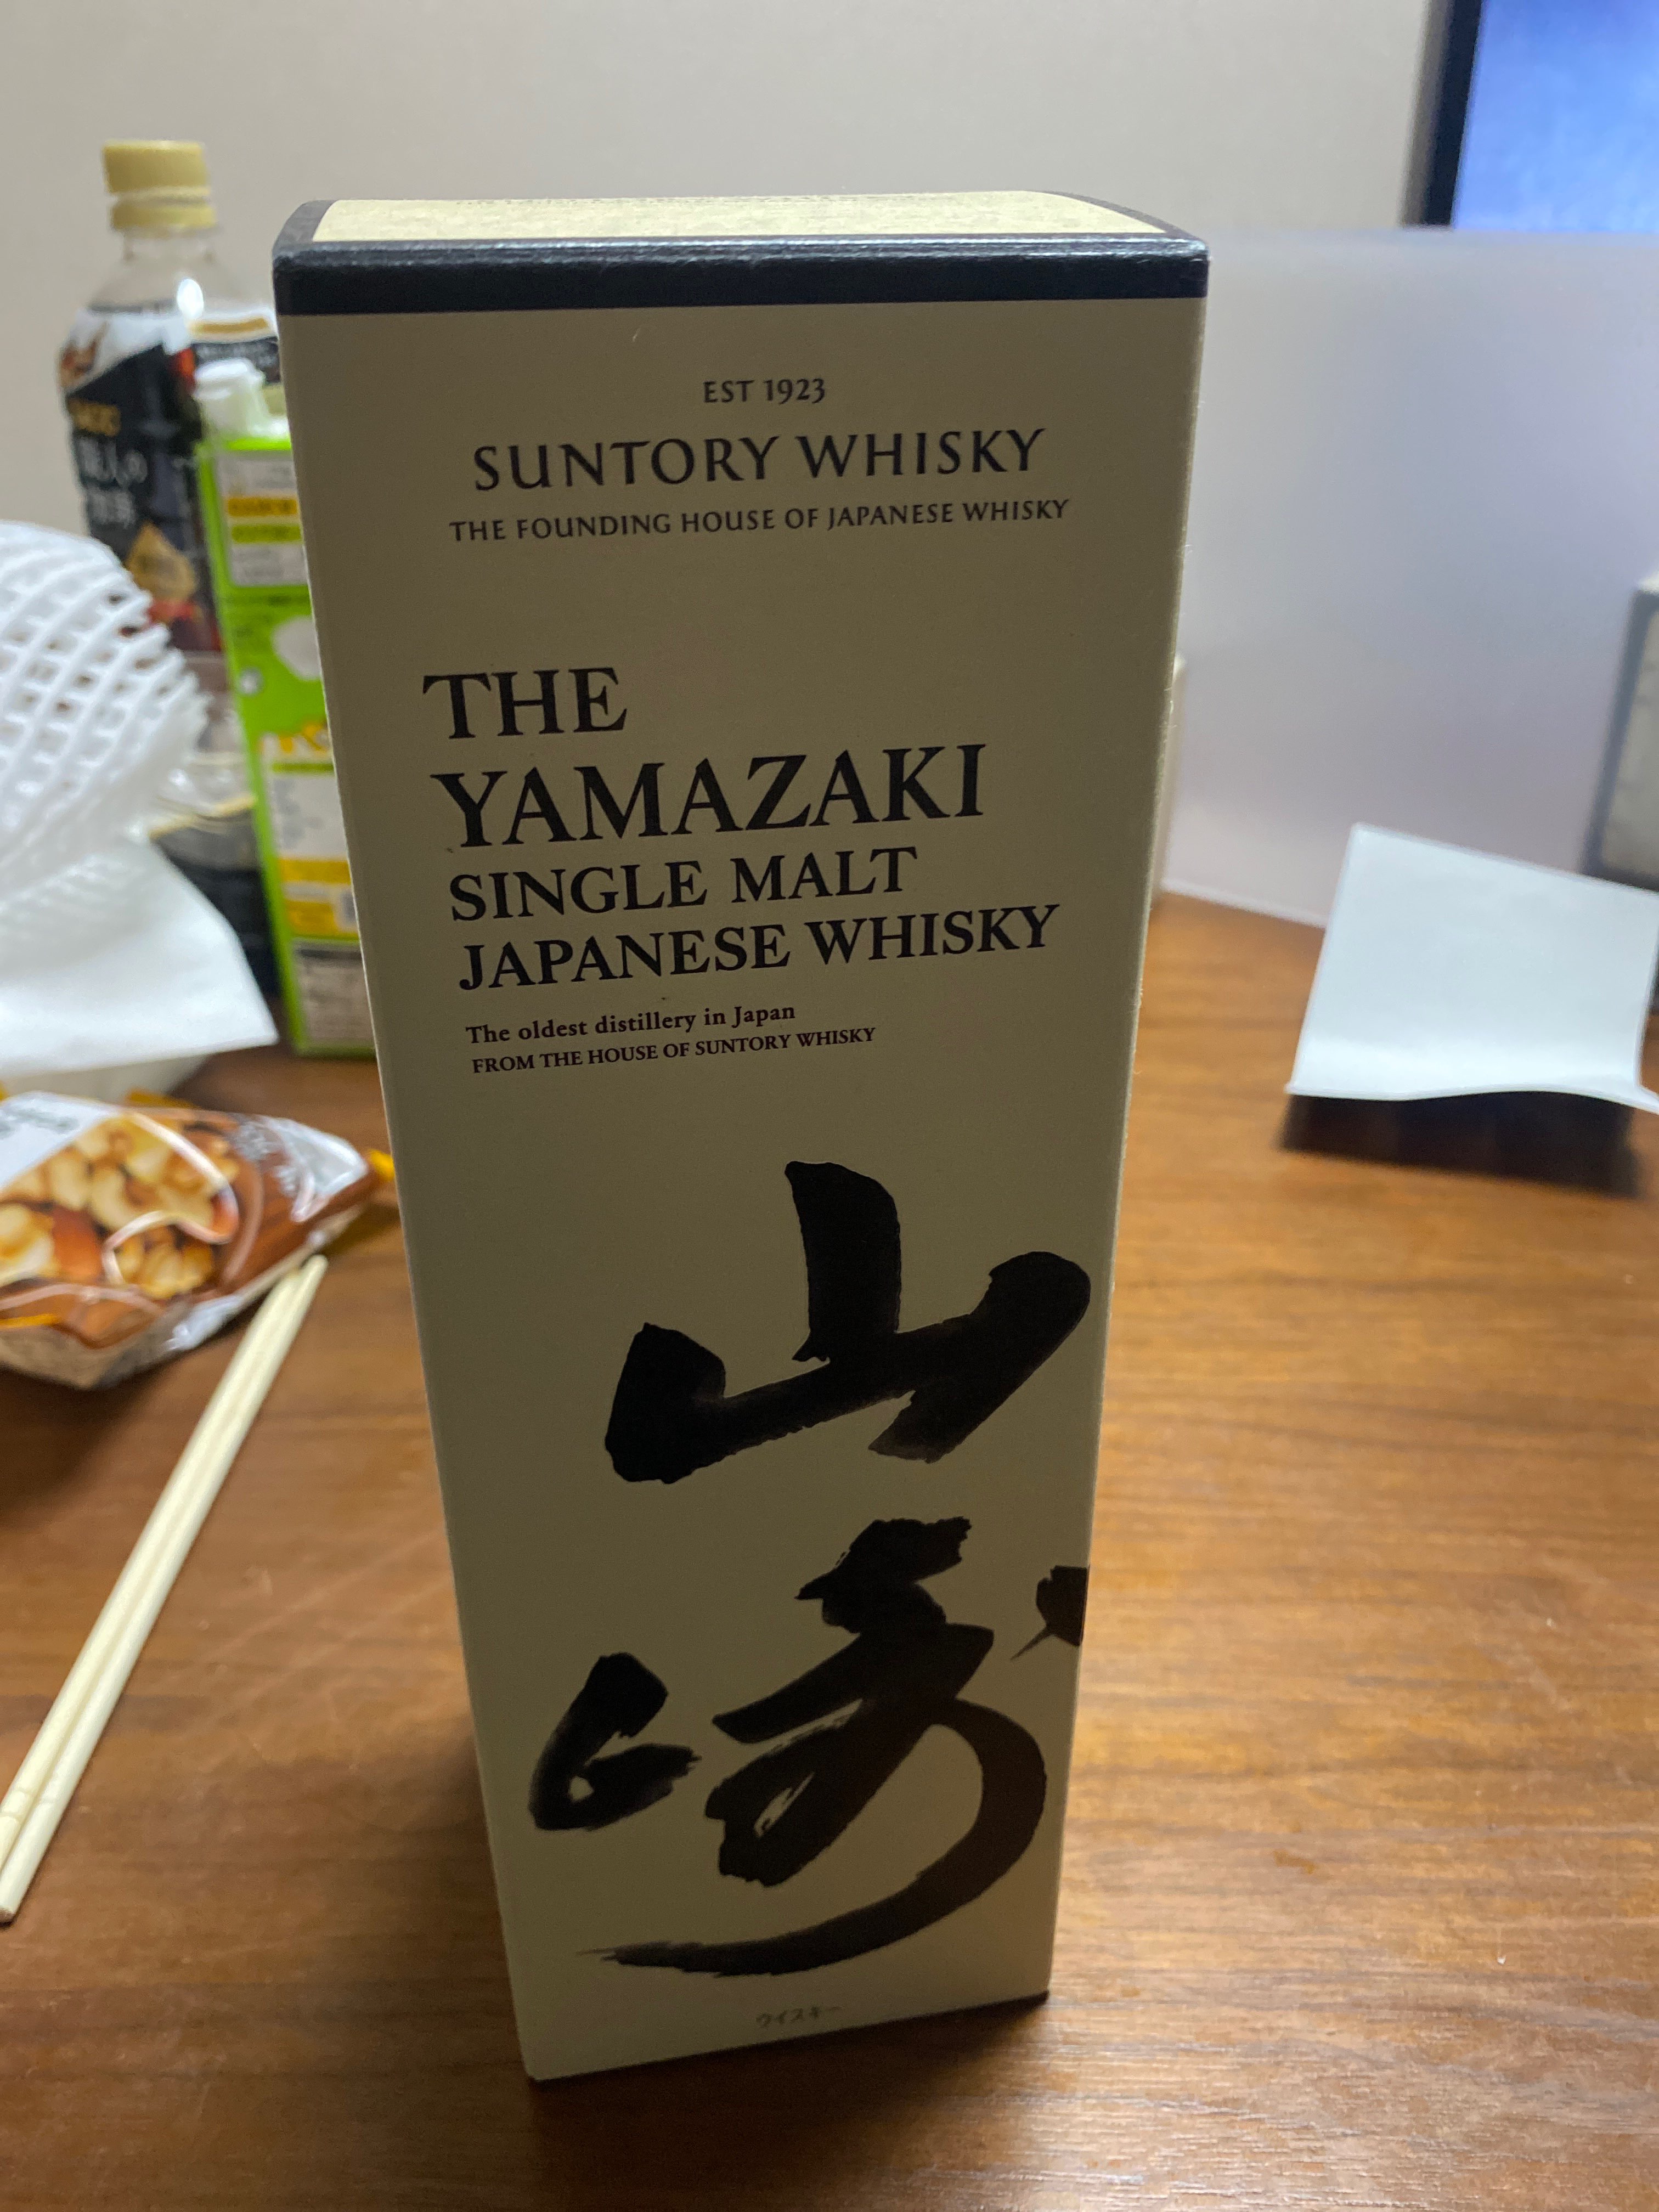 EST 1923
SUNTORY WHISKY
THE FOUNDING HOUSE OF JAPANESE WHISKY
THE
YAMAZAKI
SINGLE MALT
JAPANESE WHISKY
The oldest distillery in Japan
FROM THE HOUSE OF SUNTORY WHISKY
山
崎
ウイスキー